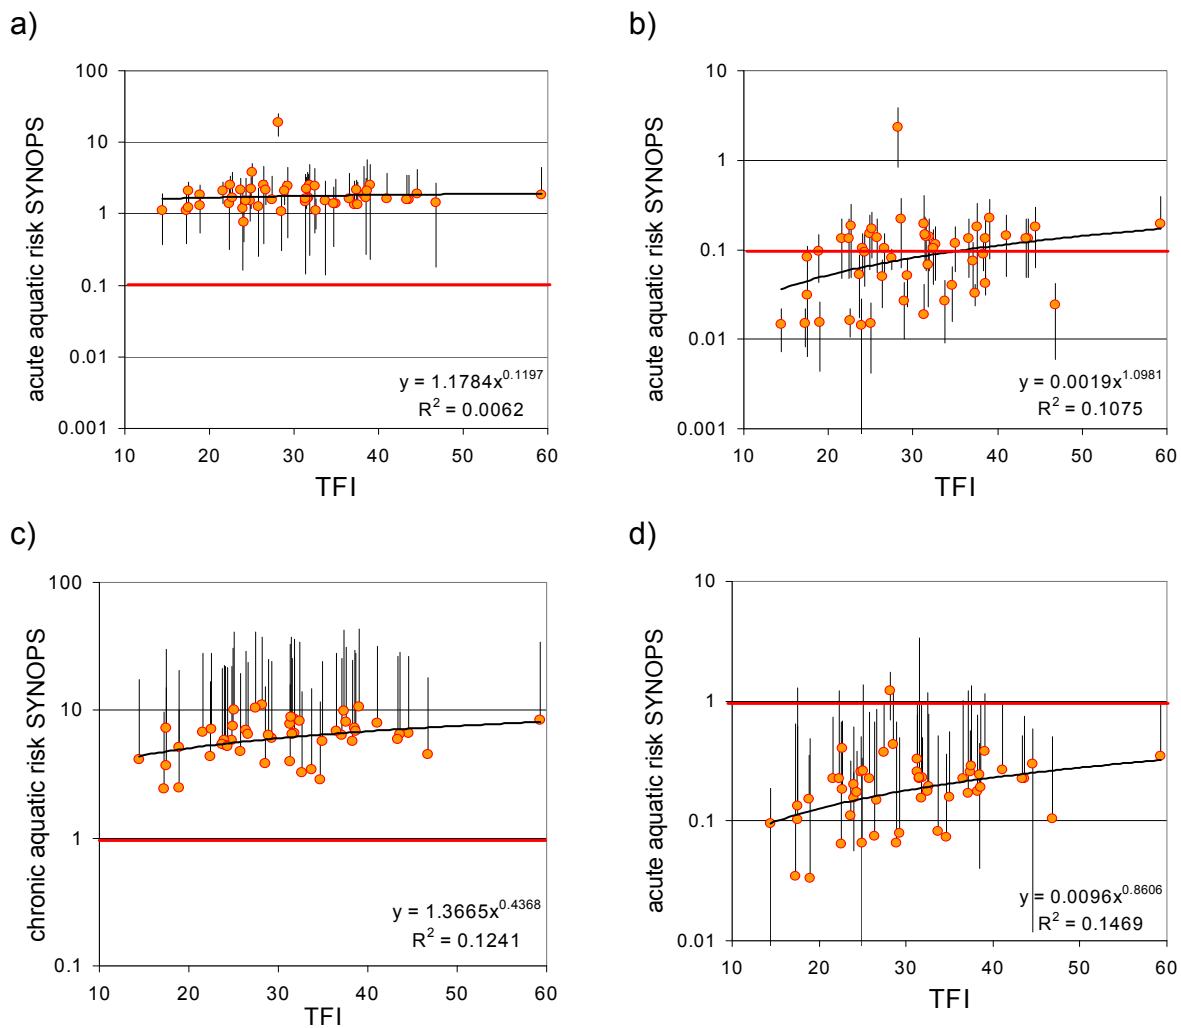 a)
acute aquatic risk SYNOPS
100
10
1
0.1
0.01
0.001
10 20 30 40 50 60
TFI
y = 1.1784x^0.1197
R^2 = 0.0062
b)
acute aquatic risk SYNOPS
10
1
0.1
0.01
0.001
10 20 30 40 50 60
TFI
y = 0.0019x^1.0981
R^2 = 0.1075
c)
chronic aquatic risk SYNOPS
100
10
1
0.1
10 20 30 40 50 60
TFI
y = 1.3665x^0.4368
R^2 = 0.1241
d)
acute aquatic risk SYNOPS
10
1
0.1
0.01
10 20 30 40 50 60
TFI
y = 0.0096x^0.8606
R^2 = 0.1469